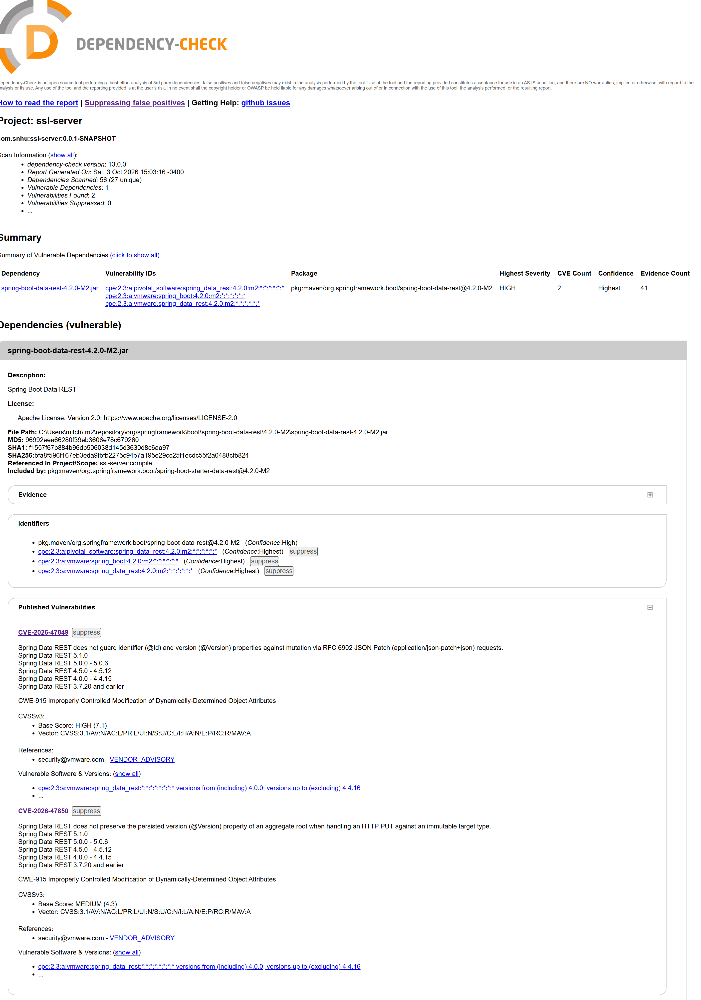 DEPENDENCY-CHECK
ependency-Check is an open source tool performing a best effort analysis of 3rd party dependencies; false positives and false negatives may exist in the analysis performed by the tool. Use of the tool and the reporting provided constitutes acceptance for use in an AS IS condition, and there are NO warranties, implied or otherwise, with regard to the
nalysis or its use. Any use of the tool and the reporting provided is at the user's risk. In no event shall the copyright holder or OWASP be held liable for any damages whatsoever arising out of or in connection with the use of this tool, the analysis performed, or the resulting report.
How to read the report | Suppressing false positives | Getting Help: github issues
Project: ssl-server
com.snhu:ssl-server:0.0.1-SNAPSHOT
Scan Information (show all):
• dependency-check version: 13.0.0
• Report Generated On: Sat, 3 Oct 2026 15:03:16 -0400
• Dependencies Scanned: 56 (27 unique)
• Vulnerable Dependencies: 1
• Vulnerabilities Found: 2
• Vulnerabilities Suppressed: 0
• ...
Summary
Summary of Vulnerable Dependencies (click to show all)
Dependency Vulnerability IDs Package Highest Severity CVE Count Confidence Evidence Count
spring-boot-data-rest-4.2.0-M2.jar cpe:2.3:a:pivotal_software:spring_data_rest:4.2.0:m2:*:*:*:*:*:* pkg:maven/org.springframework.boot/spring-boot-data-rest@4.2.0-M2 HIGH 2 Highest 41
cpe:2.3:a:vmware:spring_boot:4.2.0:m2:*:*:*:*:*:*
cpe:2.3:a:vmware:spring_data_rest:4.2.0:m2:*:*:*:*:*:*
Dependencies (vulnerable)
spring-boot-data-rest-4.2.0-M2.jar
Description:
Spring Boot Data REST
License:
Apache License, Version 2.0: https://www.apache.org/licenses/LICENSE-2.0
File Path: C:\Users\mitch\.m2\repository\org\springframework\boot\spring-boot-data-rest\4.2.0-M2\spring-boot-data-rest-4.2.0-M2.jar
MD5: 96992eea66280f39eb3606e78c679260
SHA1: f1557f67b884b96db506038d145d3630d8c6aa97
SHA256:bfa8f596f167eb3eda9fbfb2275c94b7a195e29cc25f1ecdc55f2a0488cfb824
Referenced In Project/Scope: ssl-server:compile
Included by: pkg:maven/org.springframework.boot/spring-boot-starter-data-rest@4.2.0-M2
Evidence
Identifiers
• pkg:maven/org.springframework.boot/spring-boot-data-rest@4.2.0-M2 (Confidence:High)
• cpe:2.3:a:pivotal_software:spring_data_rest:4.2.0:m2:*:*:*:*:*:* (Confidence:Highest) suppress
• cpe:2.3:a:vmware:spring_boot:4.2.0:m2:*:*:*:*:*:* (Confidence:Highest) suppress
• cpe:2.3:a:vmware:spring_data_rest:4.2.0:m2:*:*:*:*:*:* (Confidence:Highest) suppress
Published Vulnerabilities
CVE-2026-47849 suppress
Spring Data REST does not guard identifier (@Id) and version (@Version) properties against mutation via RFC 6902 JSON Patch (application/json-patch+json) requests.
Spring Data REST 5.1.0
Spring Data REST 5.0.0 - 5.0.6
Spring Data REST 4.5.0 - 4.5.12
Spring Data REST 4.0.0 - 4.4.15
Spring Data REST 3.7.20 and earlier
CWE-915 Improperly Controlled Modification of Dynamically-Determined Object Attributes
CVSSv3:
• Base Score: HIGH (7.1)
• Vector: CVSS:3.1/AV:N/AC:L/PR:L/UI:N/S:U/C:L/I:H/A:N/E:P/RC:R/MAV:A
References:
• security@vmware.com - VENDOR_ADVISORY
Vulnerable Software & Versions: (show all)
• cpe:2.3:a:vmware:spring_data_rest:*:*:*:*:*:*:*:* versions from (including) 4.0.0; versions up to (excluding) 4.4.16
• ...
CVE-2026-47850 suppress
Spring Data REST does not preserve the persisted version (@Version) property of an aggregate root when handling an HTTP PUT against an immutable target type.
Spring Data REST 5.1.0
Spring Data REST 5.0.0 - 5.0.6
Spring Data REST 4.5.0 - 4.5.12
Spring Data REST 4.0.0 - 4.4.15
Spring Data REST 3.7.20 and earlier
CWE-915 Improperly Controlled Modification of Dynamically-Determined Object Attributes
CVSSv3:
• Base Score: MEDIUM (4.3)
• Vector: CVSS:3.1/AV:N/AC:L/PR:L/UI:N/S:U/C:N/I:L/A:N/E:P/RC:R/MAV:A
References:
• security@vmware.com - VENDOR_ADVISORY
Vulnerable Software & Versions: (show all)
• cpe:2.3:a:vmware:spring_data_rest:*:*:*:*:*:*:*:* versions from (including) 4.0.0; versions up to (excluding) 4.4.16
• ...